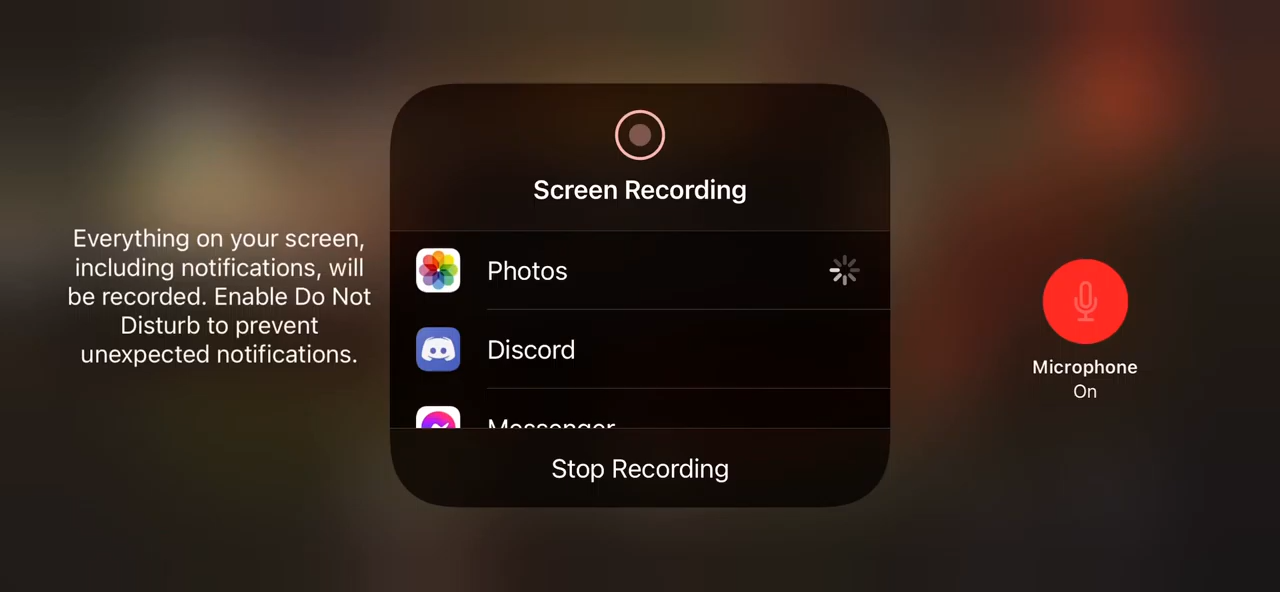 Everything on your screen,
including notifications, will
be recorded. Enable Do Not
Disturb to prevent
unexpected notifications.
Screen Recording
Photos
Discord
Messenger
Stop Recording
Microphone
On